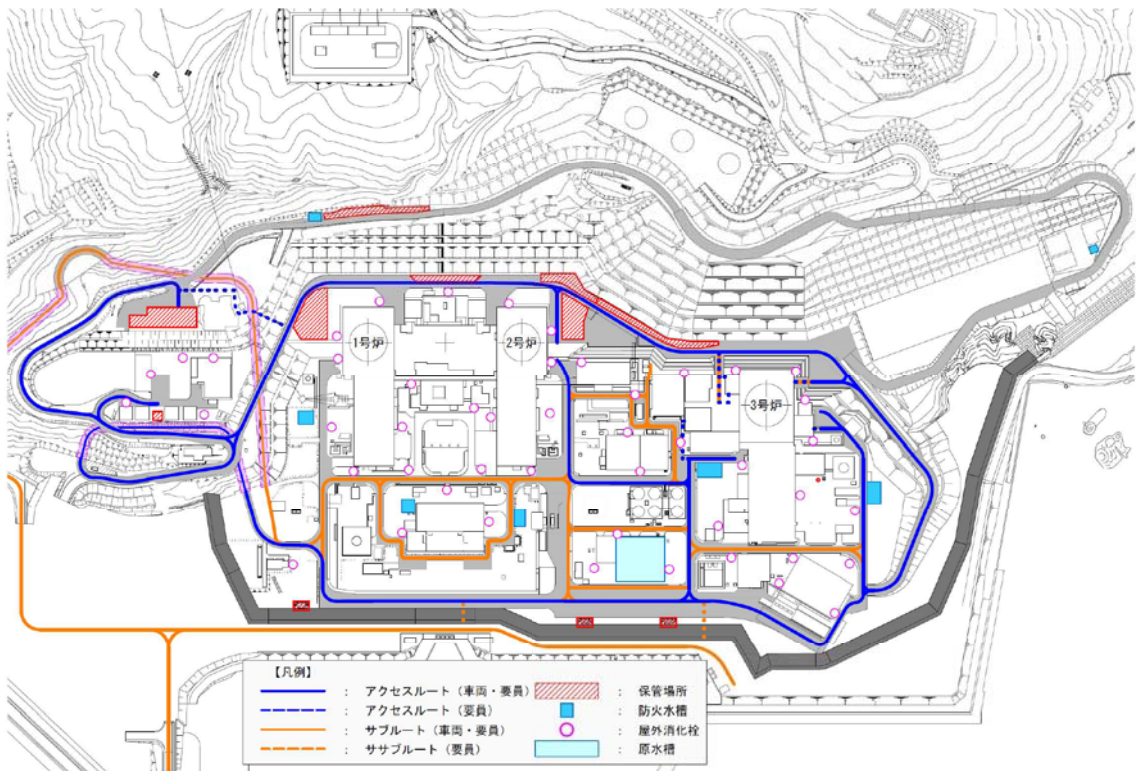 1号炉
2号炉
3号炉
【凡例】
： アクセスルート（車両・要員）
： アクセスルート（要員）
： サブルート（車両・要員）
： ササブルート（要員）
： 保管場所
： 防火水槽
： 屋外消化栓
： 原水槽